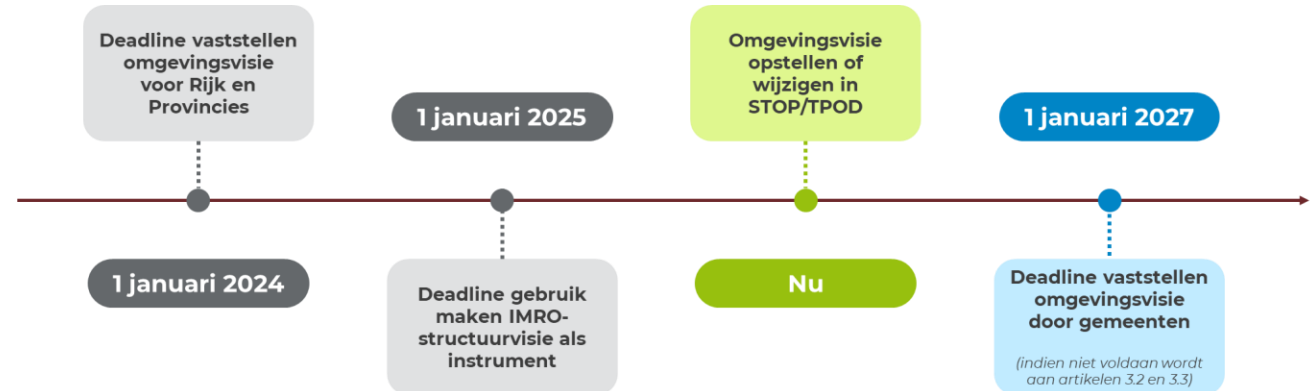 Deadline vaststellen
omgevingsvisie
voor Rijk en
Provincies
1 januari 2024
1 januari 2025
Deadline gebruik
maken IMRO-
structuurvisie als
instrument
Omgevingsvisie
opstellen of
wijzigen in
STOP/TPOD
Nu
1 januari 2027
Deadline vaststellen
omgevingsvisie
door gemeenten
(indien niet voldaan wordt
aan artikelen 3.2 en 3.3)